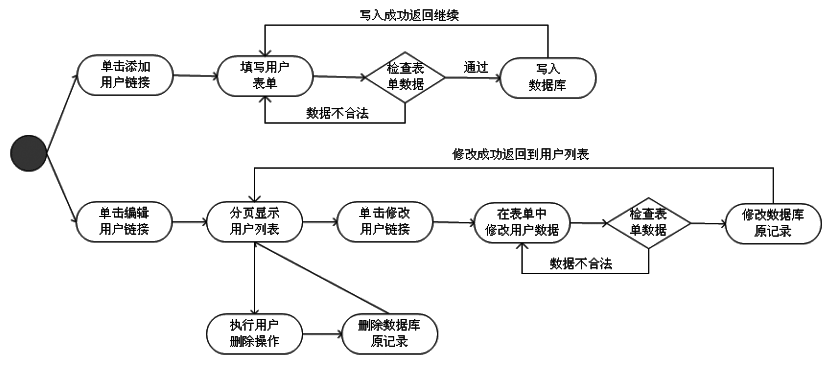 写入成功返回继续
单击添加
用户链接
填写用户
表单
检查表
单数据
通过
写入
数据库
数据不合法
修改成功返回到用户列表
单击编辑
用户链接
分页显示
用户列表
单击修改
用户链接
在表单中
修改用户数据
检查表
单数据
修改数据库
原记录
数据不合法
执行用户
删除操作
删除数据库
原记录